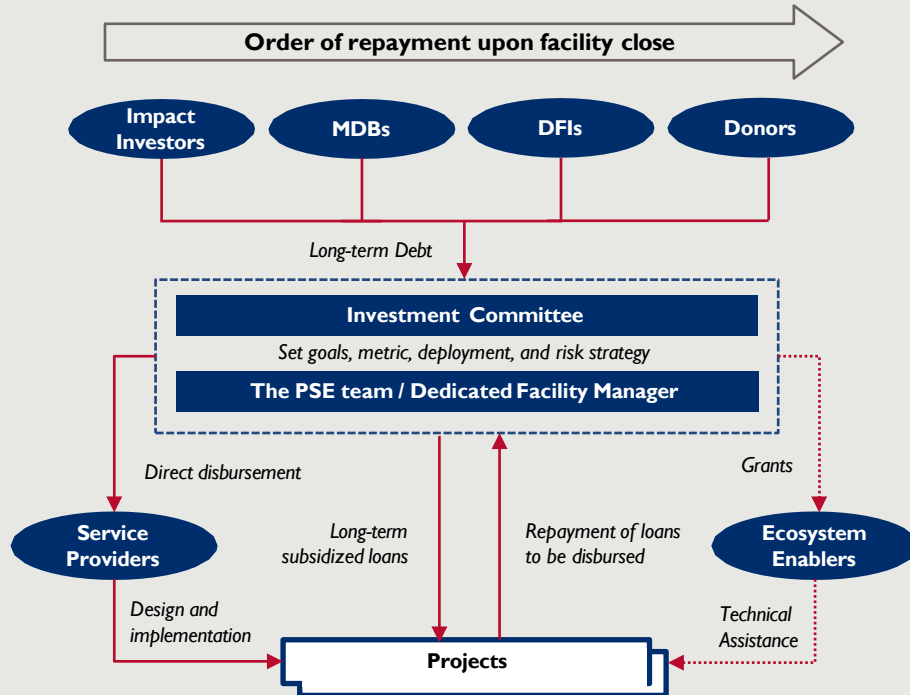 Order of repayment upon facility close
Impact
Investors
MDBs
DFIs
Donors
Long-term Debt
Investment Committee
Set goals, metric, deployment, and risk strategy
The PSE team / Dedicated Facility Manager
Direct disbursement
Grants
Service
Providers
Long-term
subsidized loans
Repayment of loans
to be disbursed
Ecosystem
Enablers
Design and
implementation
Technical
Assistance
Projects